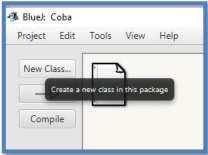 BlueJ: Coba
Project Edit Tools View Help
New Class...
Create a new class in this package
Compile